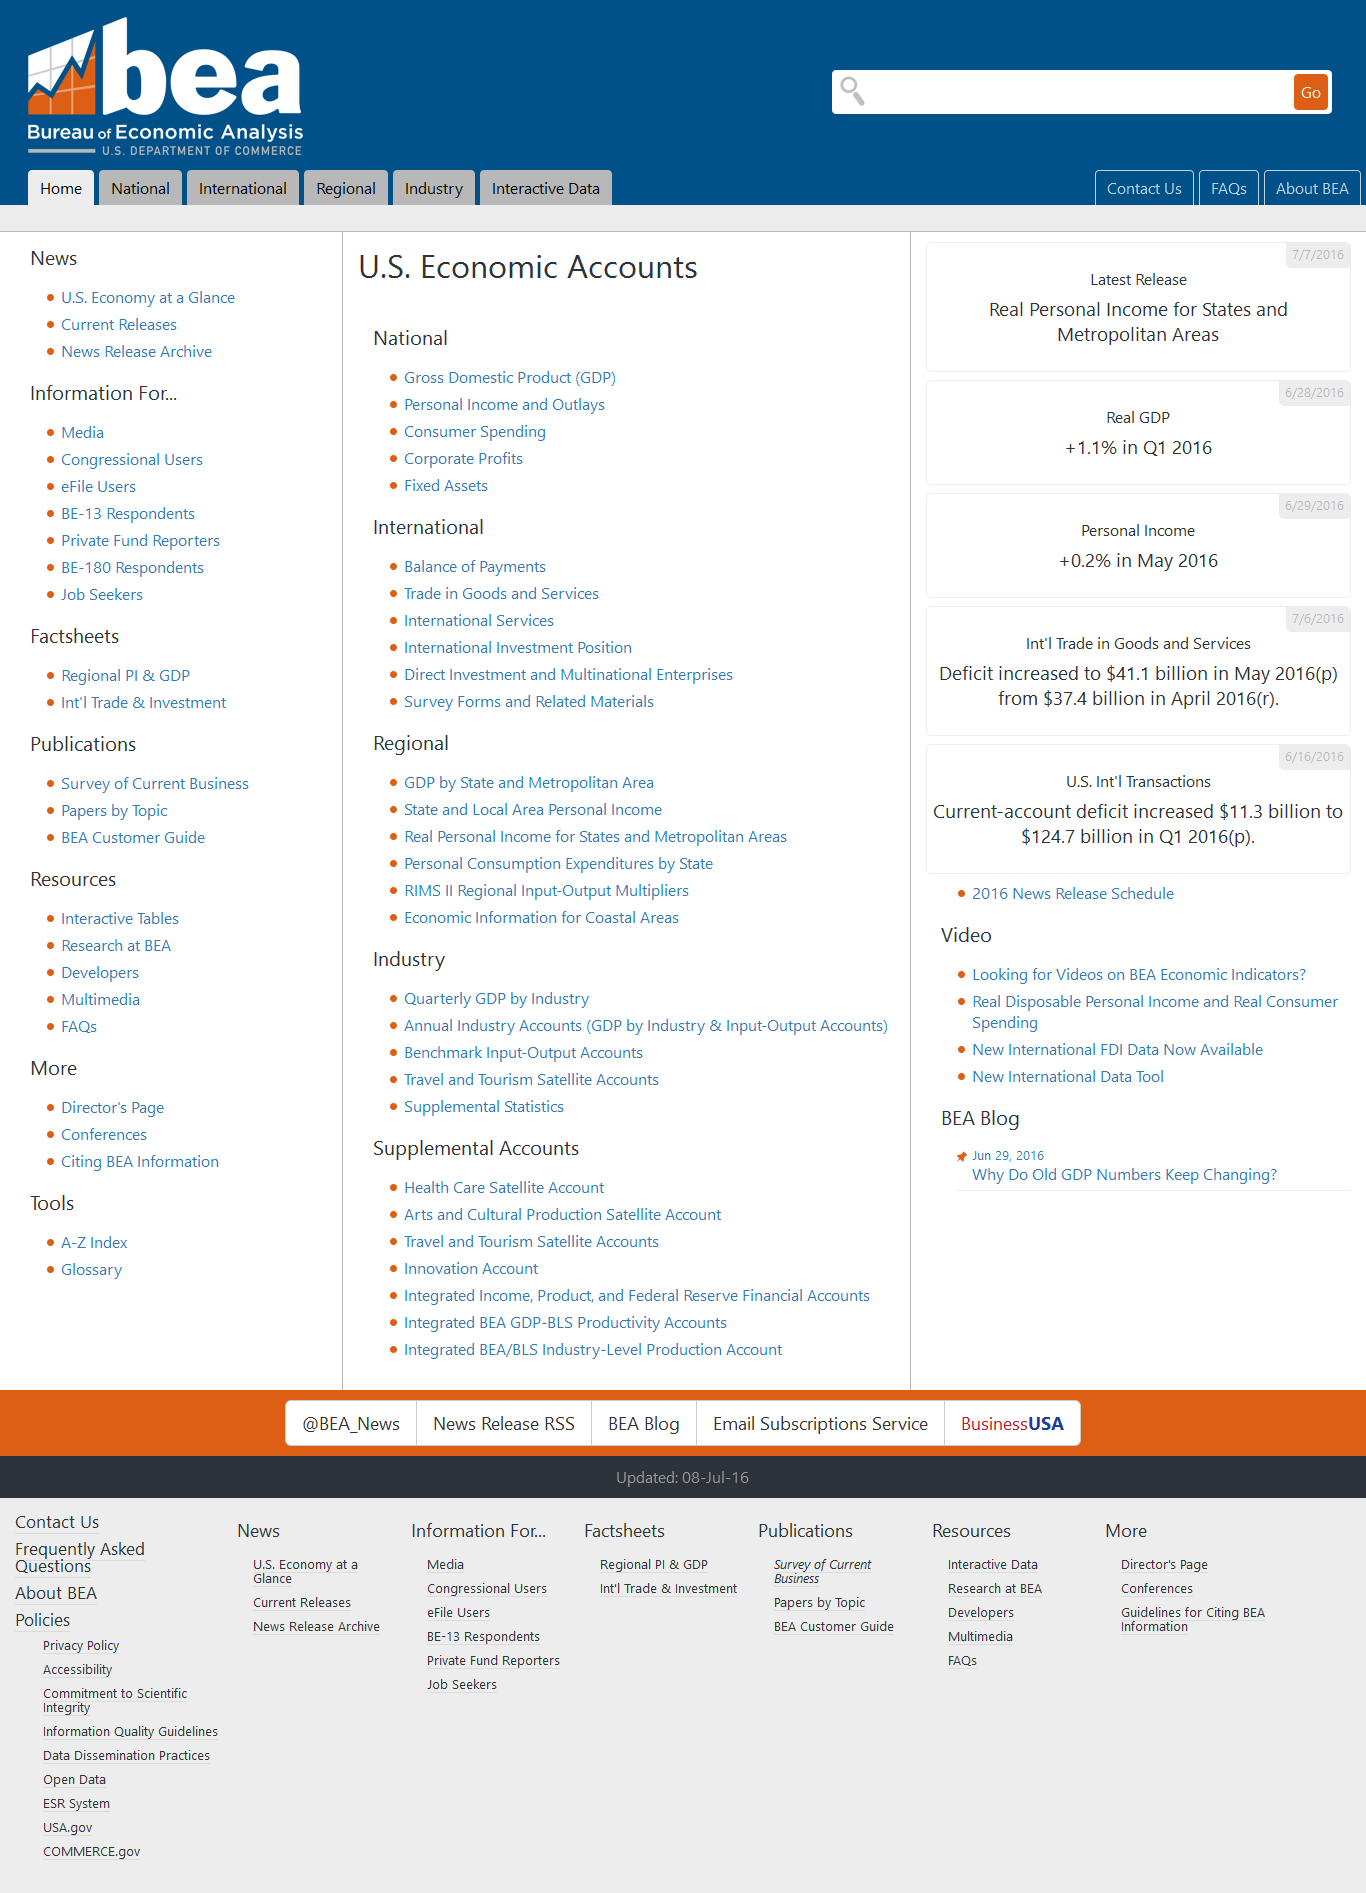 bea
Bureau of Economic Analysis
U.S. DEPARTMENT OF COMMERCE
Go
Home
National
International
Regional
Industry
Interactive Data
Contact Us
FAQs
About BEA
News
U.S. Economy at a Glance
Current Releases
News Release Archive
Information For...
Media
Congressional Users
eFile Users
BE-13 Respondents
Private Fund Reporters
BE-180 Respondents
Job Seekers
Factsheets
Regional PI & GDP
Int'l Trade & Investment
Publications
Survey of Current Business
Papers by Topic
BEA Customer Guide
Resources
Interactive Tables
Research at BEA
Developers
Multimedia
FAQs
More
Director's Page
Conferences
Citing BEA Information
Tools
A-Z Index
Glossary
U.S. Economic Accounts
National
Gross Domestic Product (GDP)
Personal Income and Outlays
Consumer Spending
Corporate Profits
Fixed Assets
International
Balance of Payments
Trade in Goods and Services
International Services
International Investment Position
Direct Investment and Multinational Enterprises
Survey Forms and Related Materials
Regional
GDP by State and Metropolitan Area
State and Local Area Personal Income
Real Personal Income for States and Metropolitan Areas
Personal Consumption Expenditures by State
RIMS II Regional Input-Output Multipliers
Economic Information for Coastal Areas
Industry
Quarterly GDP by Industry
Annual Industry Accounts (GDP by Industry & Input-Output Accounts)
Benchmark Input-Output Accounts
Travel and Tourism Satellite Accounts
Supplemental Statistics
Supplemental Accounts
Health Care Satellite Account
Arts and Cultural Production Satellite Account
Travel and Tourism Satellite Accounts
Innovation Account
Integrated Income, Product, and Federal Reserve Financial Accounts
Integrated BEA GDP-BLS Productivity Accounts
Integrated BEA/BLS Industry-Level Production Account
7/7/2016
Latest Release
Real Personal Income for States and
Metropolitan Areas
6/28/2016
Real GDP
+1.1% in Q1 2016
6/29/2016
Personal Income
+0.2% in May 2016
7/6/2016
Int'l Trade in Goods and Services
Deficit increased to $41.1 billion in May 2016(p)
from $37.4 billion in April 2016(r).
6/16/2016
U.S. Int'l Transactions
Current-account deficit increased $11.3 billion to
$124.7 billion in Q1 2016(p).
2016 News Release Schedule
Video
Looking for Videos on BEA Economic Indicators?
Real Disposable Personal Income and Real Consumer
Spending
New International FDI Data Now Available
New International Data Tool
BEA Blog
Jun 29, 2016
Why Do Old GDP Numbers Keep Changing?
@BEA_News
News Release RSS
BEA Blog
Email Subscriptions Service
BusinessUSA
Updated: 08-Jul-16
Contact Us
Frequently Asked
Questions
About BEA
Policies
Privacy Policy
Accessibility
Commitment to Scientific
Integrity
Information Quality Guidelines
Data Dissemination Practices
Open Data
ESR System
USA.gov
COMMERCE.gov
News
U.S. Economy at a
Glance
Current Releases
News Release Archive
Information For...
Media
Congressional Users
eFile Users
BE-13 Respondents
Private Fund Reporters
Job Seekers
Factsheets
Regional PI & GDP
Int'l Trade & Investment
Publications
Survey of Current
Business
Papers by Topic
BEA Customer Guide
Resources
Interactive Data
Research at BEA
Developers
Multimedia
FAQs
More
Director's Page
Conferences
Guidelines for Citing BEA
Information